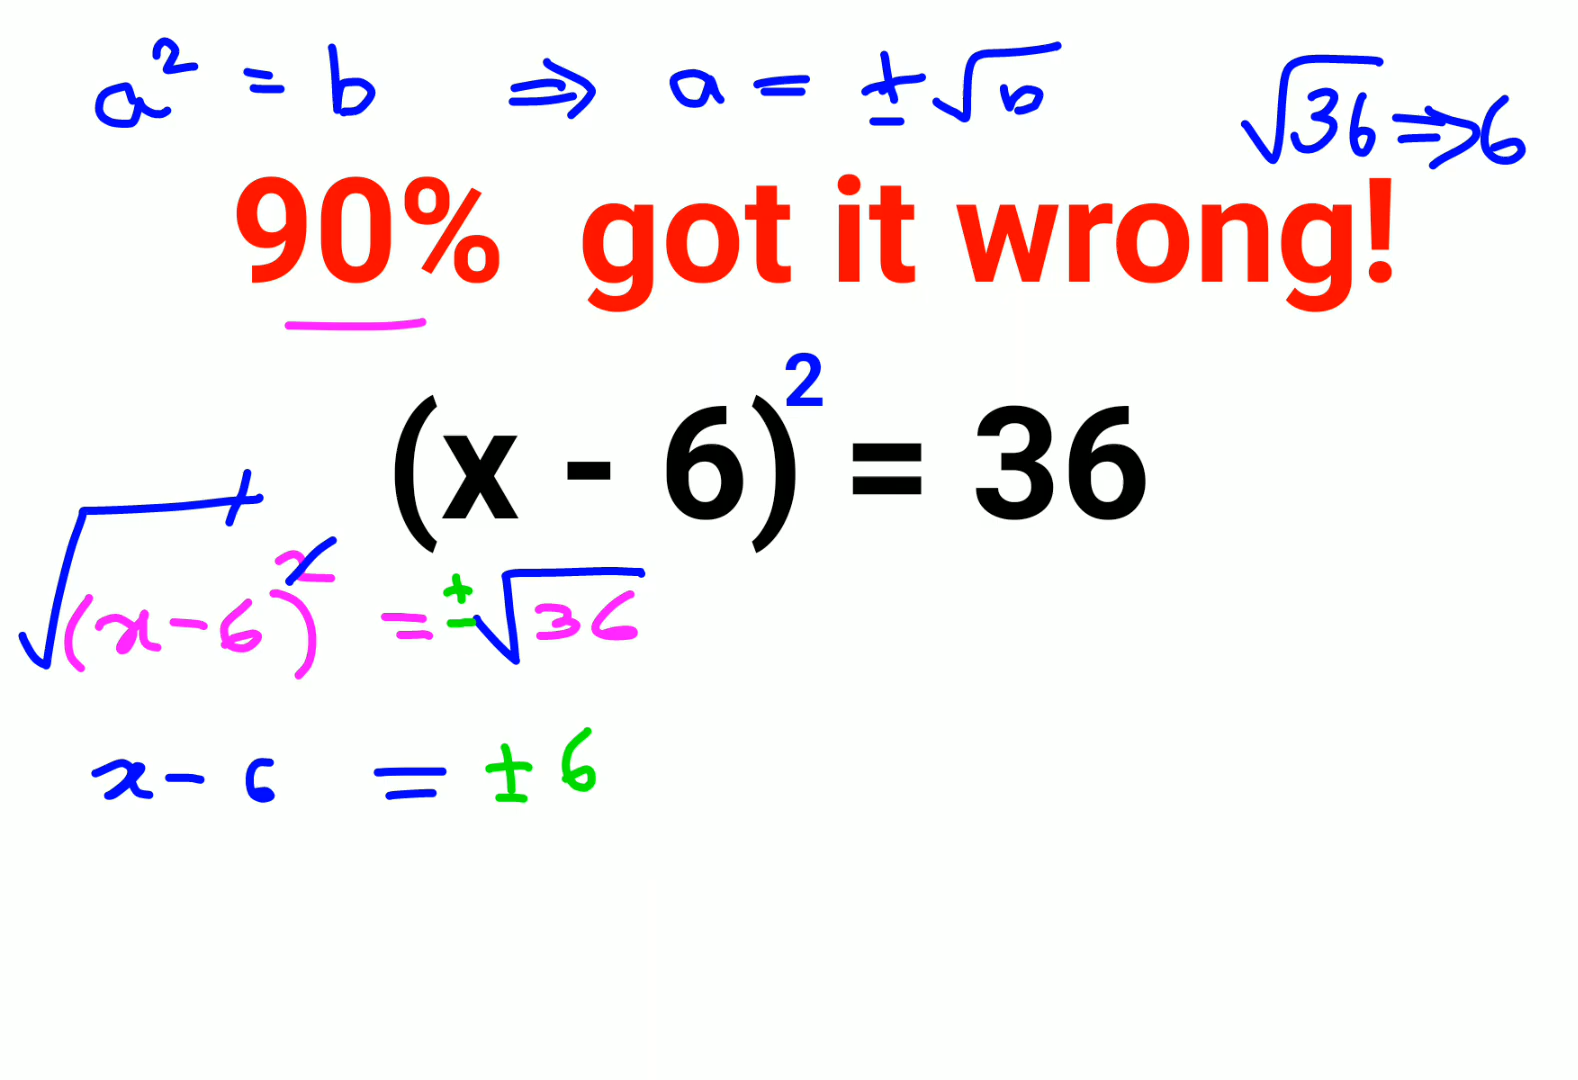 a² = b ⇒ a = ±√b
√36 ⇒ 6
90% got it wrong!
(x - 6)² = 36
√(x-6)² = ±√36
x - 6 = ±6